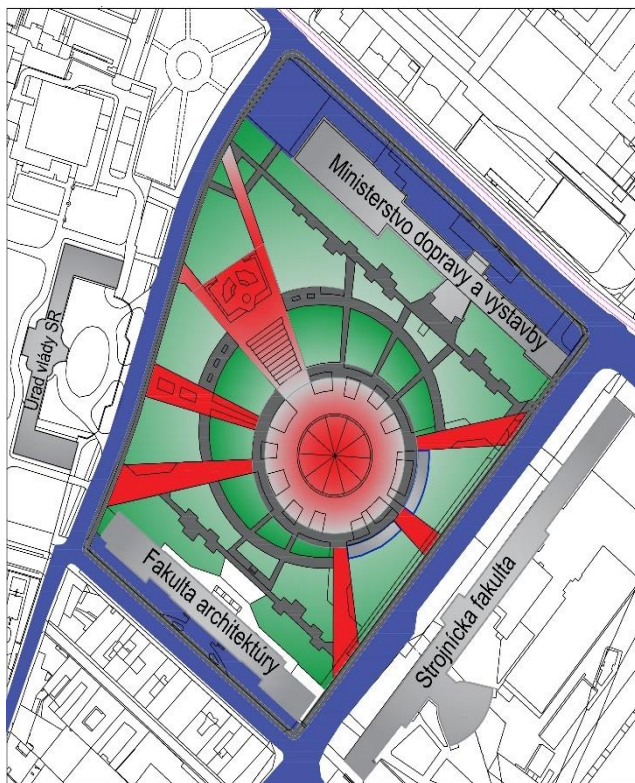 Ministerstvo dopravy a výstavby
Úrad vlády SR
Fakulta architektúry
Strojnícka fakulta